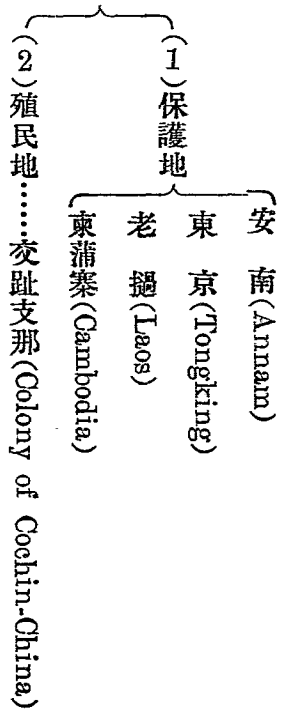 (1)保護地
安南(Annam)
東京(Tongking)
老撾(Laos)
柬蒲寨(Cambodia)
(2)殖民地……交趾支那(Colony of Cochin-China)